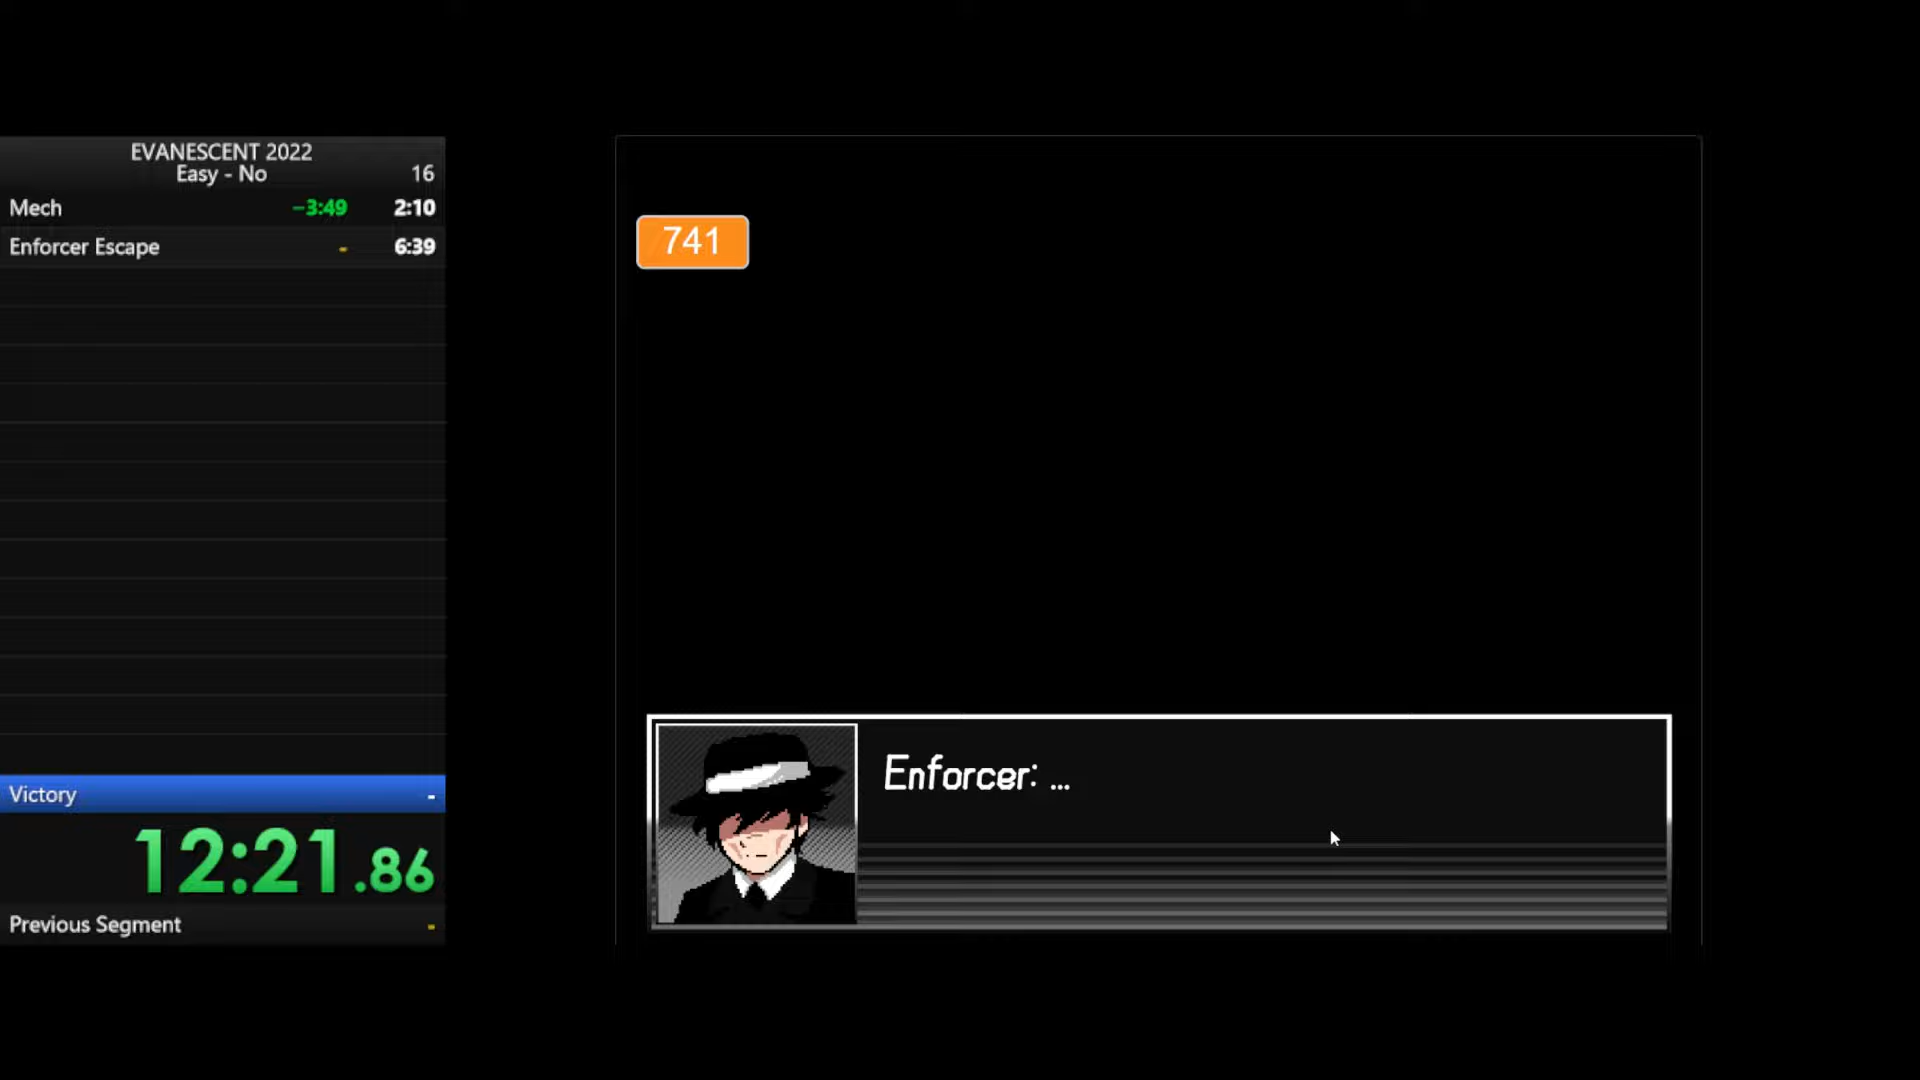 EVANESCENT 2022
Easy - No 16
Mech −3:49 2:10
Enforcer Escape - 6:39
741
Enforcer: ...
Victory -
12:21.86
Previous Segment -